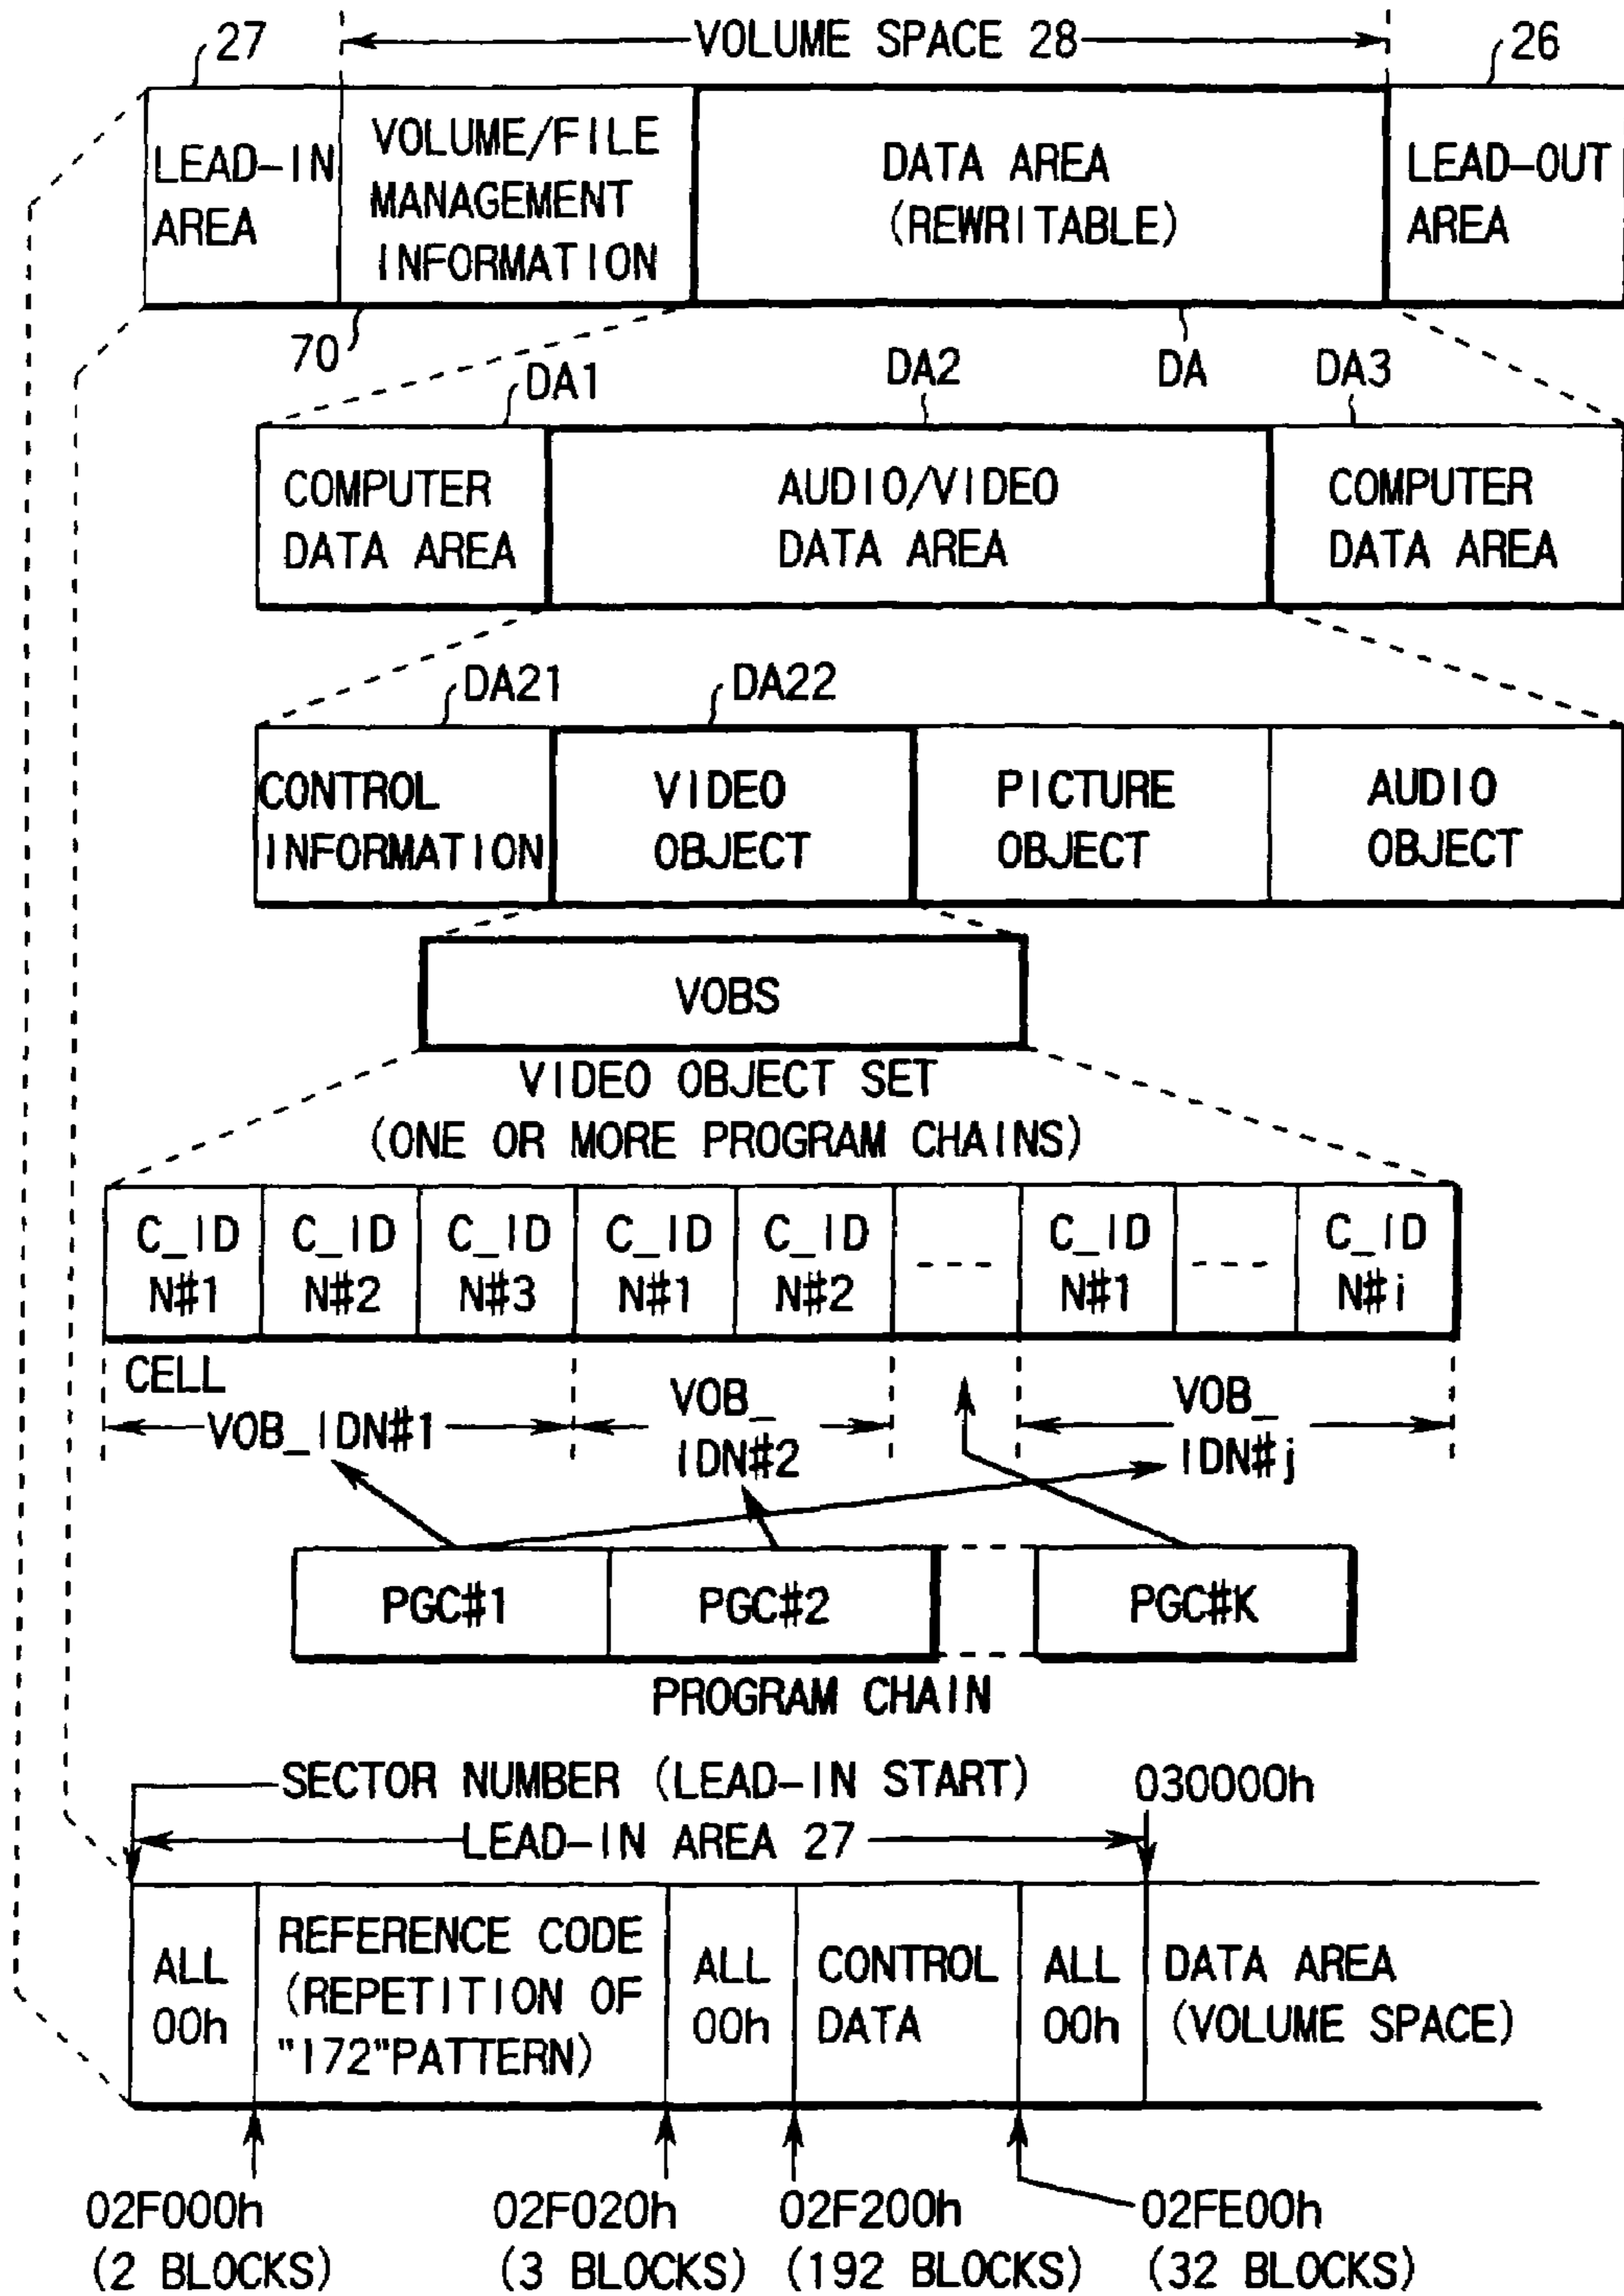 27
VOLUME SPACE 28
26
LEAD-IN
AREA
VOLUME/FILE
MANAGEMENT
INFORMATION
DATA AREA
(REWRITABLE)
LEAD-OUT
AREA
70
DA1
DA2
DA
DA3
COMPUTER
DATA AREA
AUDIO/VIDEO
DATA AREA
COMPUTER
DATA AREA
DA21
DA22
CONTROL
INFORMATION
VIDEO
OBJECT
PICTURE
OBJECT
AUDIO
OBJECT
VOBS
VIDEO OBJECT SET
(ONE OR MORE PROGRAM CHAINS)
C_ID
N#1
C_ID
N#2
C_ID
N#3
C_ID
N#1
C_ID
N#2
----
C_ID
N#1
----
C_ID
N#i
CELL
VOB_IDN#1
VOB_
IDN#2
VOB_
IDN#j
PGC#1
PGC#2
PGC#K
PROGRAM CHAIN
SECTOR NUMBER (LEAD-IN START)
030000h
LEAD-IN AREA 27
ALL
00h
REFERENCE CODE
(REPETITION OF
"172"PATTERN)
ALL
00h
CONTROL
DATA
ALL
00h
DATA AREA
(VOLUME SPACE)
02F000h
(2 BLOCKS)
02F020h
(3 BLOCKS)
02F200h
(192 BLOCKS)
02FE00h
(32 BLOCKS)